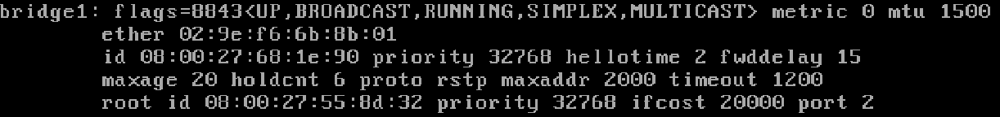 bridge1: flags=8843<UP,BROADCAST,RUNNING,SIMPLEX,MULTICAST> metric 0 mtu 1500
ether 02:9e:f6:6b:8b:01
id 08:00:27:68:1e:90 priority 32768 hellotime 2 fwddelay 15
maxage 20 holdcnt 6 proto rstp maxaddr 2000 timeout 1200
root id 08:00:27:55:8d:32 priority 32768 ifcost 20000 port 2